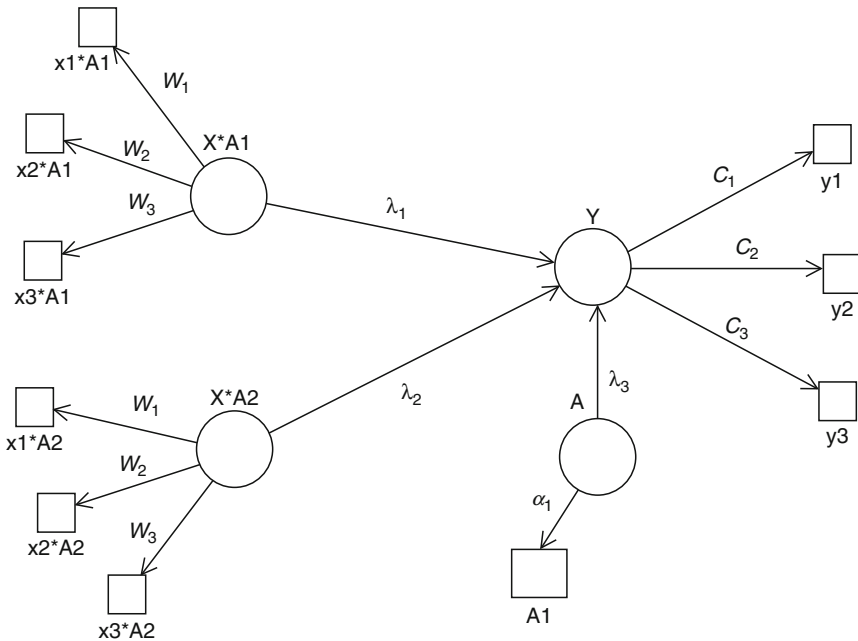 x1*A1
W₁
x2*A1
W₂
X*A1
W₃
x3*A1
λ₁
Y
C₁
y1
C₂
y2
C₃
y3
λ₂
λ₃
A
α₁
A1
X*A2
W₁
x1*A2
W₂
x2*A2
W₃
x3*A2